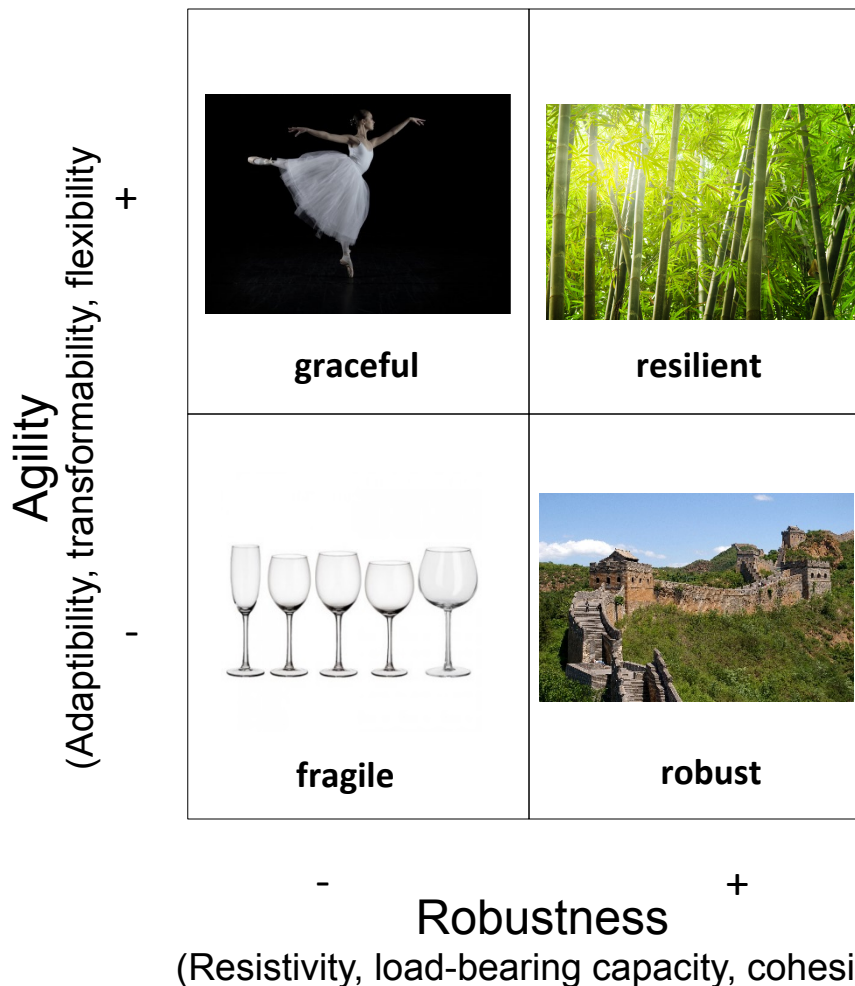 +
Agility
(Adaptibility, transformability, flexibility
-
graceful
resilient
fragile
robust
-
+
Robustness
(Resistivity, load-bearing capacity, cohesi